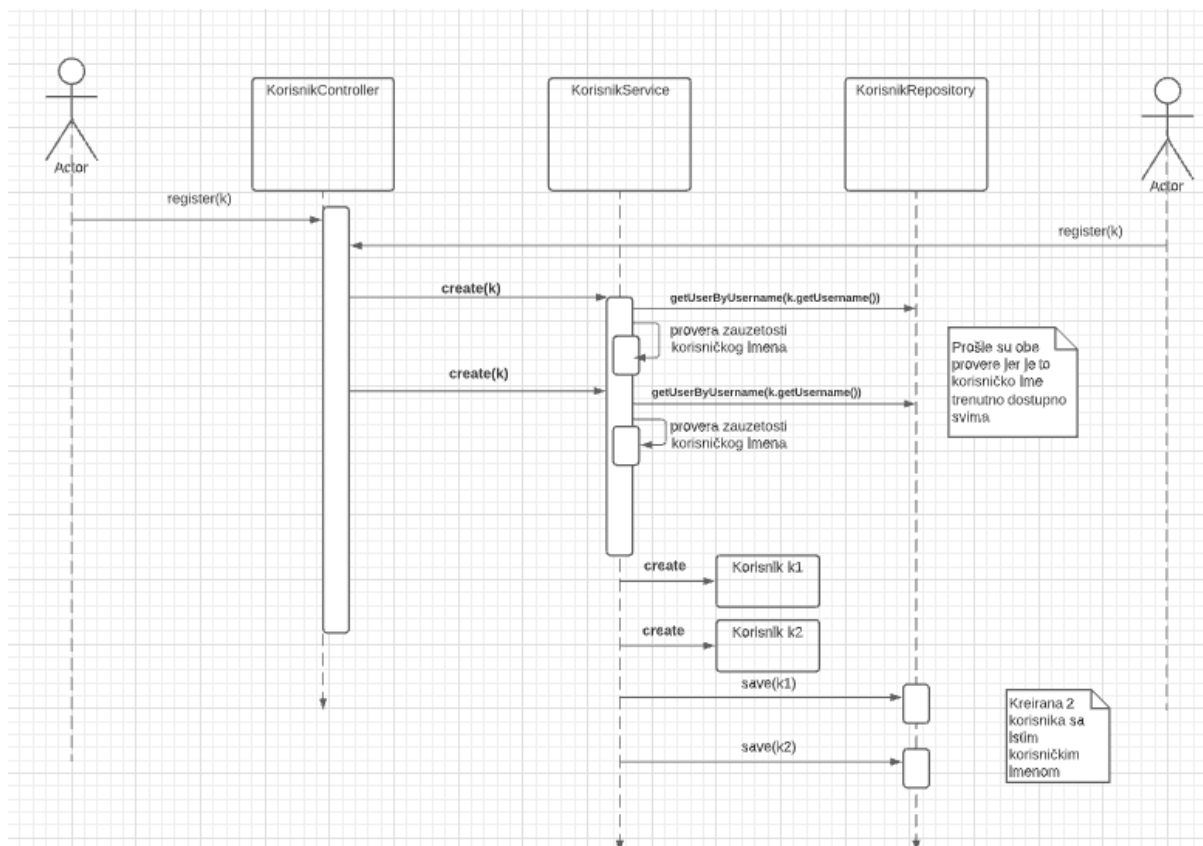 KorisnikController
KorisnikService
KorisnikRepository
Actor
Actor
register(k)
register(k)
create(k)
getUserByUsername(k.getUsername())
provera zauzetosti
korisničkog imena
create(k)
getUserByUsername(k.getUsername())
provera zauzetosti
korisničkog imena
Prošle su obe
provere jer je to
korisničko ime
trenutno dostupno
svima
create
Korisnik k1
create
Korisnik k2
save(k1)
save(k2)
Kreirana 2
korisnika sa
istim
korisničkim
imenom